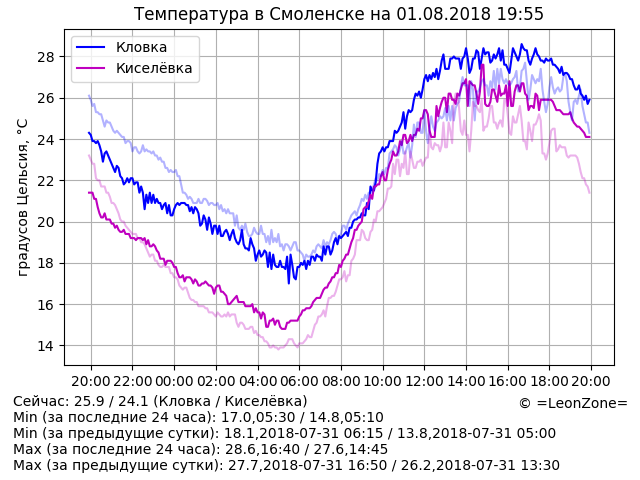 Температура в Смоленске на 01.08.2018 19:55
Кловка
Киселёвка
градусов Цельсия, °C
28
26
24
22
20
18
16
14
20:00 22:00 00:00 02:00 04:00 06:00 08:00 10:00 12:00 14:00 16:00 18:00 20:00
Сейчас: 25.9 / 24.1 (Кловка / Киселёвка)
© =LeonZone=
Min (за последние 24 часа): 17.0,05:30 / 14.8,05:10
Min (за предыдущие сутки): 18.1,2018-07-31 06:15 / 13.8,2018-07-31 05:00
Max (за последние 24 часа): 28.6,16:40 / 27.6,14:45
Max (за предыдущие сутки): 27.7,2018-07-31 16:50 / 26.2,2018-07-31 13:30